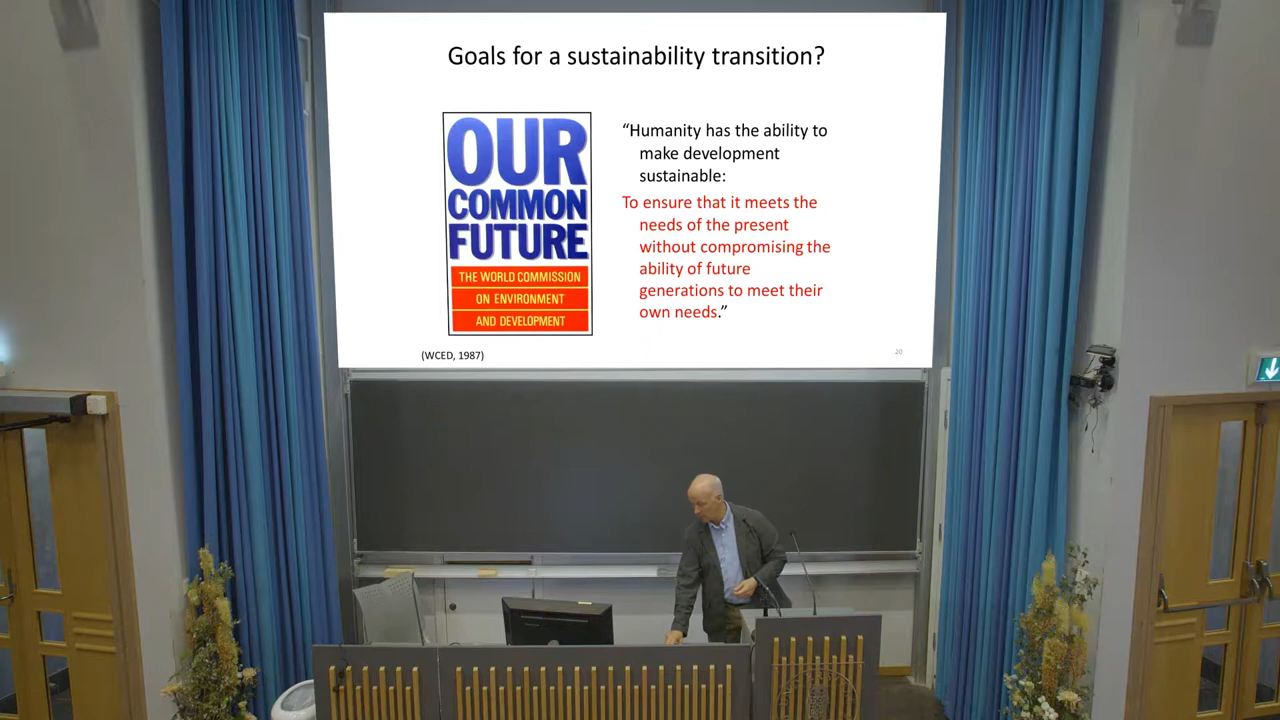 Goals for a sustainability transition?
OUR
COMMON
FUTURE
THE WORLD COMMISSION
ON ENVIRONMENT
AND DEVELOPMENT
“Humanity has the ability to
make development
sustainable:
To ensure that it meets the
needs of the present
without compromising the
ability of future
generations to meet their
own needs.”
(WCED, 1987)
20